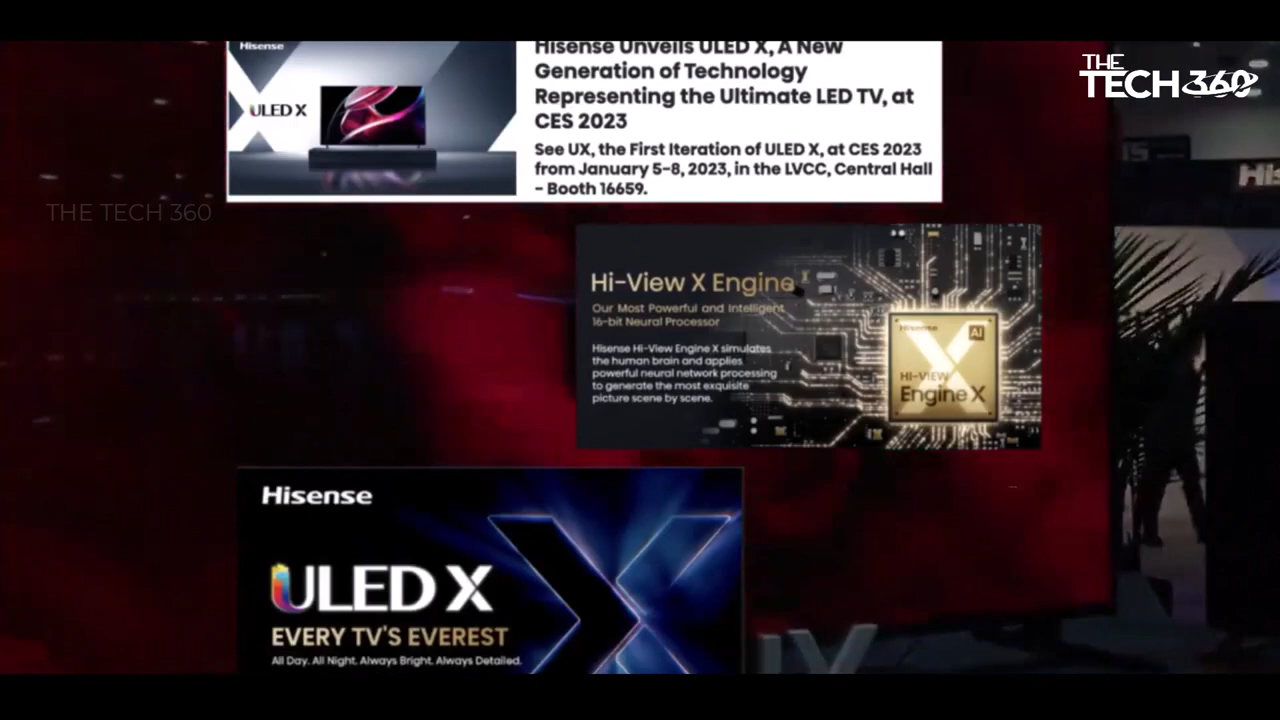 Hisense
ULED X
Hisense Unveils ULED X, A New
Generation of Technology
Representing the Ultimate LED TV, at
CES 2023
See UX, the First Iteration of ULED X, at CES 2023
from January 5-8, 2023, in the LVCC, Central Hall
- Booth 16659.
THE
TECH 360
His
THE TECH 360
Hi-View X Engine
Our Most Powerful and Intelligent
16-bit Neural Processor
Hisense Hi-View Engine X simulates
the human brain and applies
powerful neural network processing
to generate the most exquisite
picture scene by scene.
Hisense
AI
HI-VIEW
Engine X
Hisense
ULED X
EVERY TV'S EVEREST
All Day. All Night. Always Bright. Always Detailed.
UX